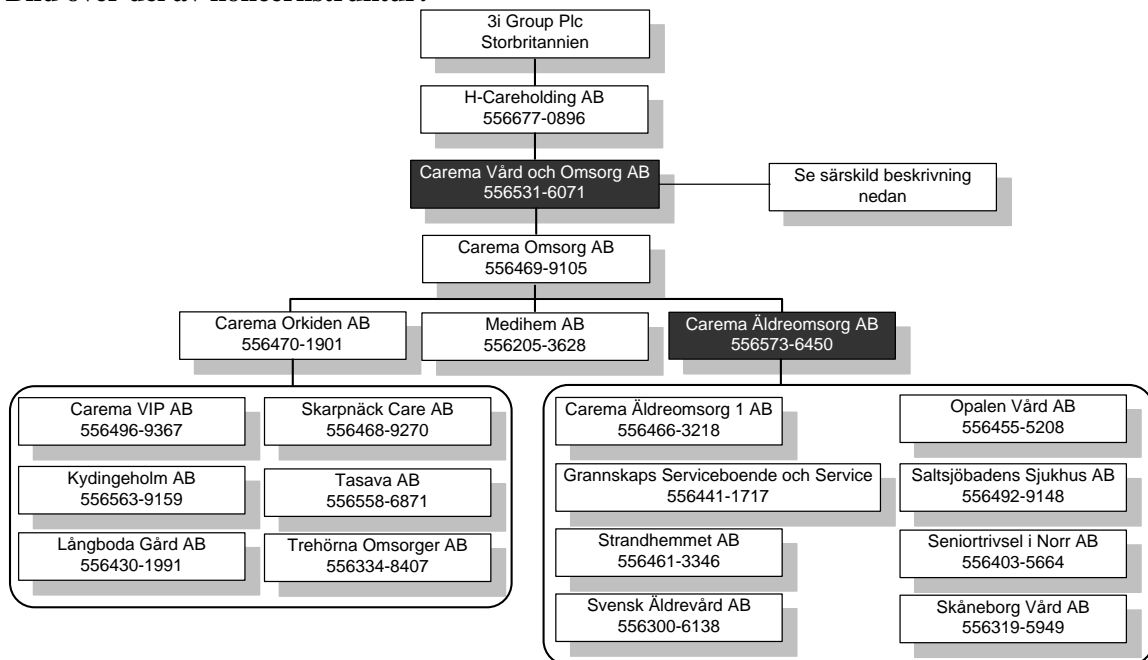 Bild över del av koncernstruktur:
3i Group Plc
Storbritannien
H-Careholding AB
556677-0896
Carema Vård och Omsorg AB
556531-6071
Se särskild beskrivning
nedan
Carema Omsorg AB
556469-9105
Carema Orkiden AB
556470-1901
Medihem AB
556205-3628
Carema Äldreomsorg AB
556573-6450
Carema VIP AB
556496-9367
Skarpnäck Care AB
556468-9270
Kydingeholm AB
556563-9159
Tasava AB
556558-6871
Långboda Gård AB
556430-1991
Trehörna Omsorger AB
556334-8407
Carema Äldreomsorg 1 AB
556466-3218
Opalen Vård AB
556455-5208
Grannskaps Serviceboende och Service
556441-1717
Saltsjöbadens Sjukhus AB
556492-9148
Strandhemmet AB
556461-3346
Seniortrivsel i Norr AB
556403-5664
Svensk Äldrevård AB
556300-6138
Skåneborg Vård AB
556319-5949